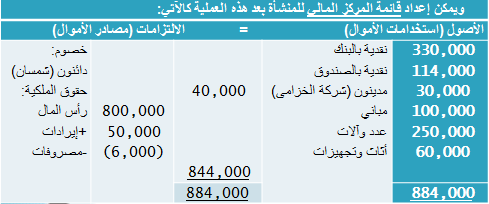 ويمكن إعداد قائمة المركز المالي للمنشأة بعد هذه العملية كالآتي:
الأصول (استخدامات الأموال) = الالتزامات (مصادر الأموال)
330,000 نقدية بالبنك خصوم:
114,000 نقدية بالصندوق دائنون (شمسان)
30,000 مدينون (شركة الخزامى) 40,000 حقوق الملكية:
100,000 مباني 800,000 رأس المال
250,000 عدد وآلات 50,000 +إيرادات
60,000 أثاث وتجهيزات (6,000) -مصروفات
844,000
884,000 884,000